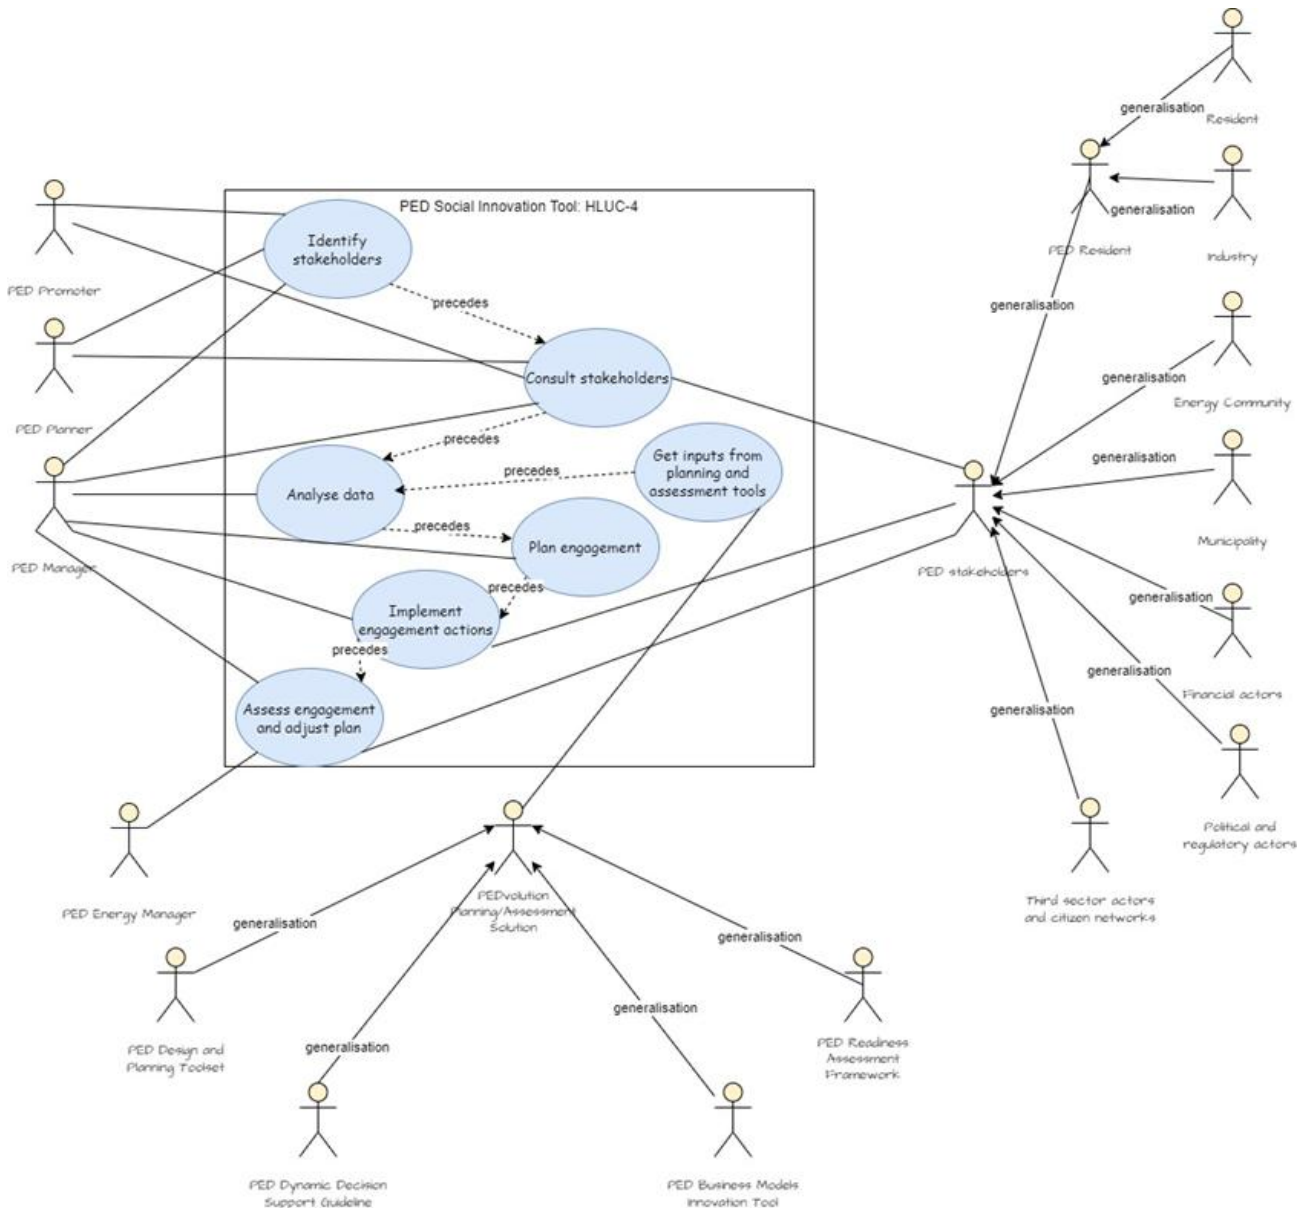 Resident
generalisation
PED Resident
generalisation
Industry
generalisation
PED Social Innovation Tool: HLUC-4
PED Promoter
Identify
stakeholders
precedes
PED Planner
Consult stakeholders
generalisation
Energy Community
precedes
PED Manager
Analyse data
precedes
Get inputs from
planning and
assessment tools
generalisation
Municipality
precedes
Plan engagement
PED stakeholders
precedes
Implement
engagement actions
generalisation
Financial actors
precedes
Assess engagement
and adjust plan
generalisation
generalisation
Political and
regulatory actors
PED Energy Manager
PEDvolution
Planning/Assessment
Solution
Third sector actors
and citizen networks
generalisation
generalisation
PED Design and
Planning Toolset
generalisation
generalisation
PED Readiness
Assessment
Framework
PED Dynamic Decision
Support Guideline
PED Business Models
Innovation Tool